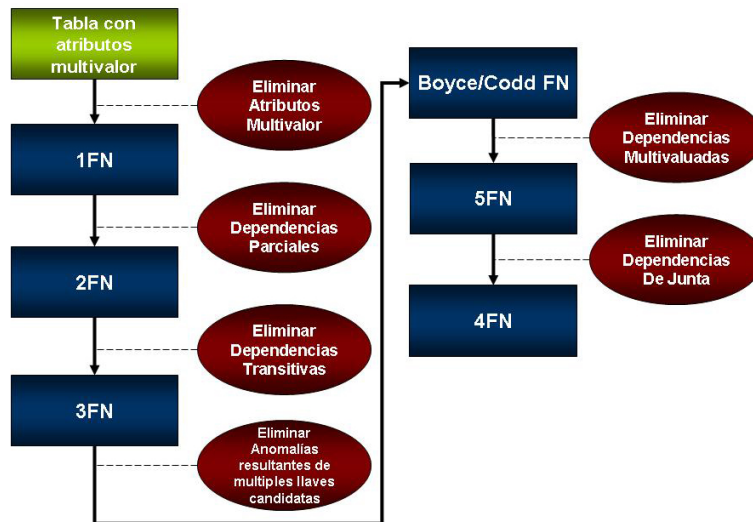 Tabla con
atributos
multivalor
Eliminar
Atributos
Multivalor
1FN
Eliminar
Dependencias
Parciales
2FN
Eliminar
Dependencias
Transitivas
3FN
Eliminar
Anomalías
resultantes de
multiples llaves
candidatas
Boyce/Codd FN
Eliminar
Dependencias
Multivaluadas
5FN
Eliminar
Dependencias
De Junta
4FN